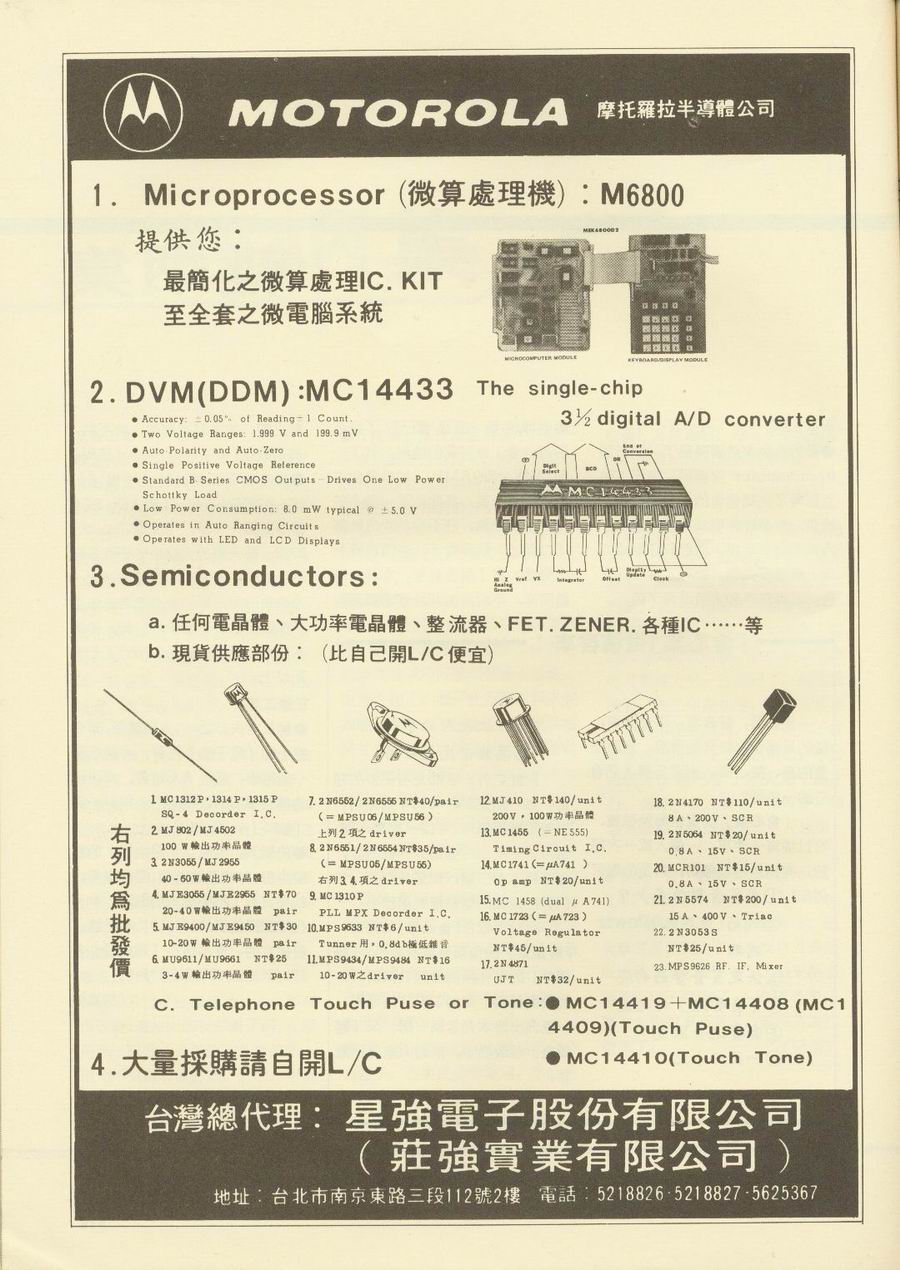 MOTOROLA 摩托羅拉半導體公司
1. Microprocessor (微算處理機)：M6800
提供您：
最簡化之微算處理IC. KIT
至全套之微電腦系統
MEK6800D2
MICROCOMPUTER MODULE
KEYBOARD/DISPLAY MODULE
2. DVM(DDM) :MC14433 The single-chip
3½ digital A/D converter
● Accuracy: ±0.05% of Reading ± 1 Count.
● Two Voltage Ranges: 1.999 V and 199.9 mV
● Auto-Polarity and Auto-Zero
● Single Positive Voltage Reference
● Standard B-Series CMOS Outputs—Drives One Low Power
Schottky Load
● Low Power Consumption: 8.0 mW typical @ ±5.0 V
● Operates in Auto Ranging Circuits
● Operates with LED and LCD Displays
Digit
Select
BCD
OR
End of
Conversion
MC14433
Hi Z
Analog
Ground
Vref
VX
Integrator
Offset
Display
Update
Clock
3.Semiconductors:
a. 任何電晶體、大功率電晶體、整流器、FET. ZENER. 各種IC……等
b. 現貨供應部份： (比自己開L/C便宜)
右列均為批發價
1. MC1312P，1314P，1315P
SQ-4 Decorder I.C.
2. MJ802/MJ4502
100 W輸出功率晶體
3. 2N3055/MJ2955
40-60W輸出功率晶體
4. MJE3055/MJE2955 NT$70
20-40W輸出功率晶體 pair
5. MJE9400/MJE9450 NT$30
10-20W 輸出功率晶體 pair
6. MU9611/MU9661 NT$25
3-4W 輸出功率晶體 pair
7. 2N6552/2N6555 NT$40/pair
(=MPSU06/MPSU56)
上列2.項之driver
8. 2N6551/2N6554 NT$35/pair
(=MPSU05/MPSU55)
右列3.4.項之driver
9. MC1310P
PLL MPX Decorder I.C.
10. MPS9633 NT$6/unit
Tunner用，0.8db極低雜音
11. MPS9434/MPS9484 NT$16
10-20W之driver unit
12. MJ410 NT$140/unit
200V，100W功率晶體
13. MC1455 (=NE555)
Timing Circuit I.C.
14. MC1741 (=μA741 )
Op amp NT$20/unit
15. MC 1458 (dual μA741)
16. MC1723 (=μA723 )
Voltage Regulator
NT$45/unit
17. 2N4871
UJT NT$32/unit
18. 2N4170 NT$110/unit
8A、200V、SCR
19. 2N5064 NT$20/unit
0.8A、15V、SCR
20. MCR101 NT$15/unit
0.8A、15V、SCR
21. 2N5574 NT$200/unit
15A、400V、Triac
22. 2N3053S
NT$25/unit
23. MPS9626 RF. IF. Mixer
C. Telephone Touch Puse or Tone:● MC14419+MC14408 (MC1
4409)(Touch Puse)
● MC14410(Touch Tone)
4.大量採購請自開L/C
台灣總代理：星強電子股份有限公司
(莊強實業有限公司)
地址：台北市南京東路三段112號2樓 電話：5218826·5218827·5625367